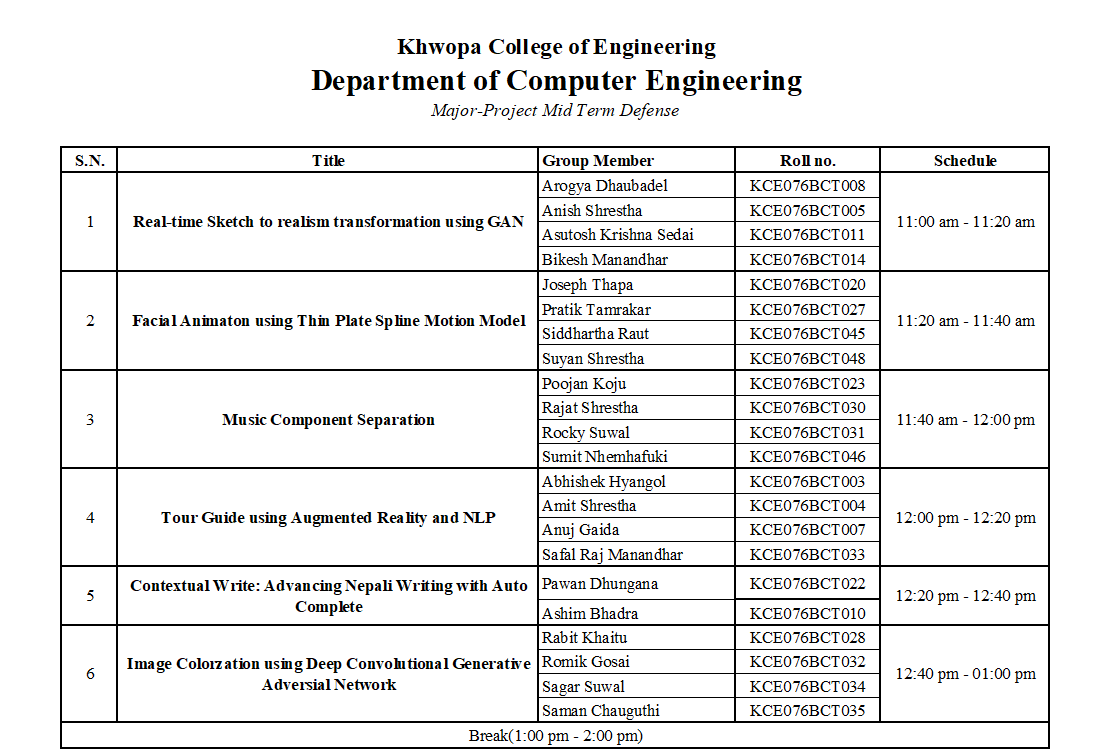 Khwopa College of Engineering
Department of Computer Engineering
Major-Project Mid Term Defense
S.N. Title Group Member Roll no. Schedule
1 Real-time Sketch to realism transformation using GAN Arogya Dhaubadel KCE076BCT008 11:00 am - 11:20 am
Anish Shrestha KCE076BCT005
Asutosh Krishna Sedai KCE076BCT011
Bikesh Manandhar KCE076BCT014
2 Facial Animaton using Thin Plate Spline Motion Model Joseph Thapa KCE076BCT020 11:20 am - 11:40 am
Pratik Tamrakar KCE076BCT027
Siddhartha Raut KCE076BCT045
Suyan Shrestha KCE076BCT048
3 Music Component Separation Poojan Koju KCE076BCT023 11:40 am - 12:00 pm
Rajat Shrestha KCE076BCT030
Rocky Suwal KCE076BCT031
Sumit Nhemhafuki KCE076BCT046
4 Tour Guide using Augmented Reality and NLP Abhishek Hyangol KCE076BCT003 12:00 pm - 12:20 pm
Amit Shrestha KCE076BCT004
Anuj Gaida KCE076BCT007
Safal Raj Manandhar KCE076BCT033
5 Contextual Write: Advancing Nepali Writing with Auto Pawan Dhungana KCE076BCT022 12:20 pm - 12:40 pm
Complete Ashim Bhadra KCE076BCT010
6 Image Colorzation using Deep Convolutional Generative Rabit Khaitu KCE076BCT028 12:40 pm - 01:00 pm
Adversial Network Romik Gosai KCE076BCT032
Sagar Suwal KCE076BCT034
Saman Chauguthi KCE076BCT035
Break(1:00 pm - 2:00 pm)